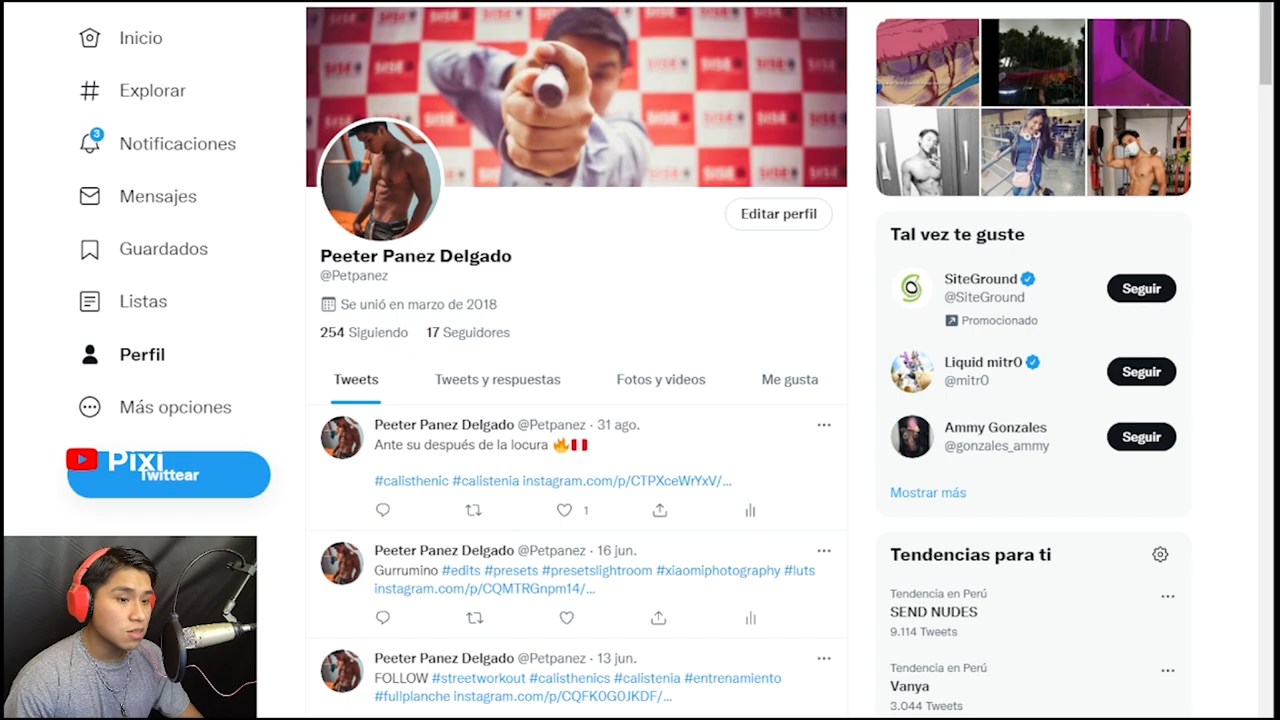 Inicio
Explorar
3
Notificaciones
Mensajes
Guardados
Listas
Perfil
Más opciones
Pixi
Twittear
SISE
Editar perfil
Peeter Panez Delgado
@Petpanez
Se unió en marzo de 2018
254 Siguiendo 17 Seguidores
Tweets Tweets y respuestas Fotos y videos Me gusta
Peeter Panez Delgado @Petpanez · 31 ago.
Ante su después de la locura 🔥🇵🇪
#calisthenic #calistenia instagram.com/p/CTPXceWrYxV/…
1
Peeter Panez Delgado @Petpanez · 16 jun.
Gurrumino #edits #presets #presetslightroom #xiaomiphotography #luts
instagram.com/p/CQMTRGnpm14/…
Peeter Panez Delgado @Petpanez · 13 jun.
FOLLOW #streetworkout #calisthenics #calistenia #entrenamiento
#fullplanche instagram.com/p/CQFK0G0JKDF/…
Tal vez te guste
SiteGround
@SiteGround
Promocionado
Seguir
Liquid mitr0
@mitr0
Seguir
Ammy Gonzales
@gonzales_ammy
Seguir
Mostrar más
Tendencias para ti
Tendencia en Perú
SEND NUDES
9.114 Tweets
Tendencia en Perú
Vanya
3.044 Tweets